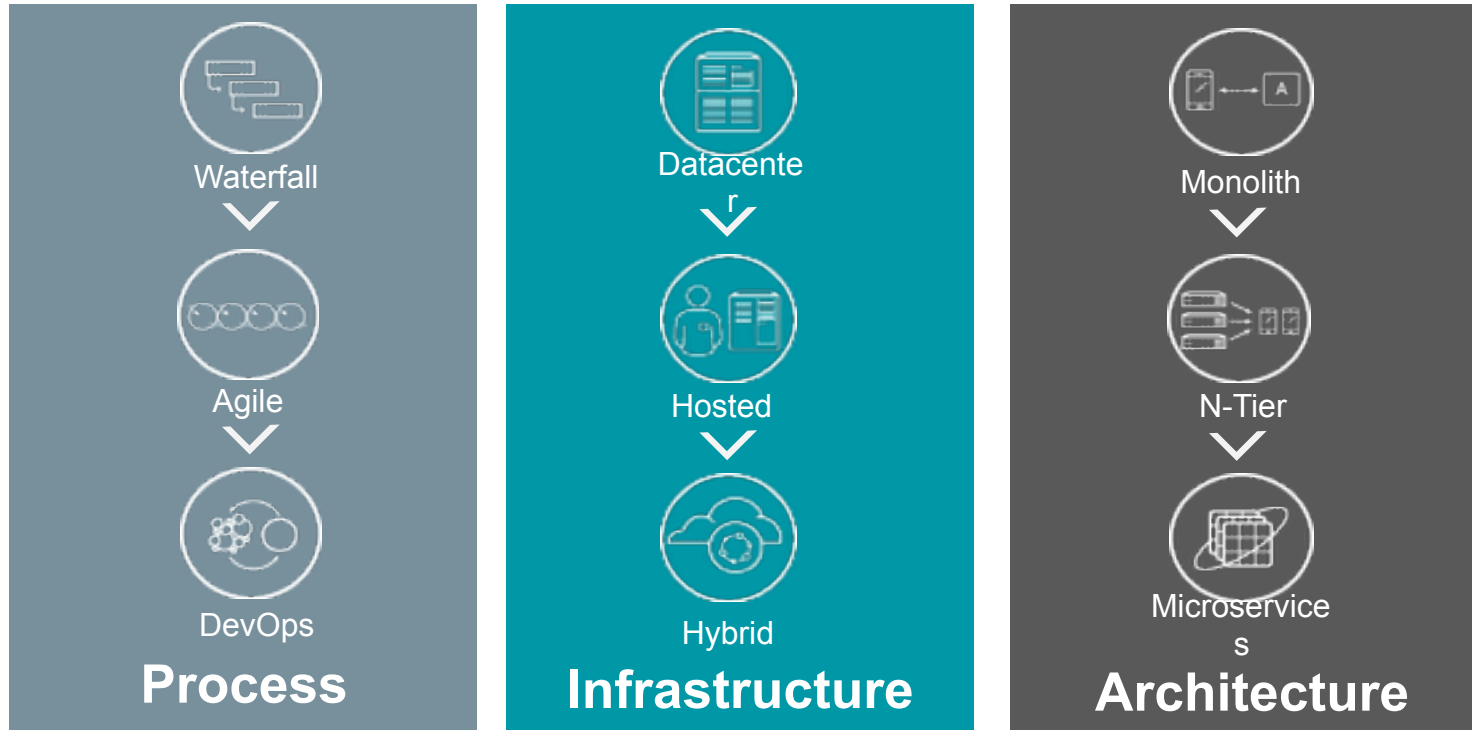 Waterfall
Agile
DevOps
Process
Datacente
r
Hosted
Hybrid
Infrastructure
A
Monolith
N-Tier
Microservice
s
Architecture